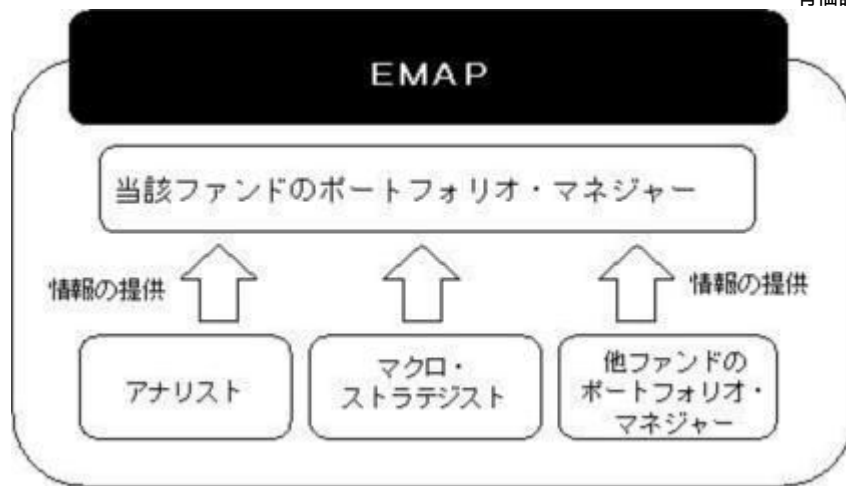 EMAP
当該ファンドのポートフォリオ・マネジャー
情報の提供
情報の提供
アナリスト
マクロ・
ストラテジスト
他ファンドの
ポートフォリオ・
マネジャー